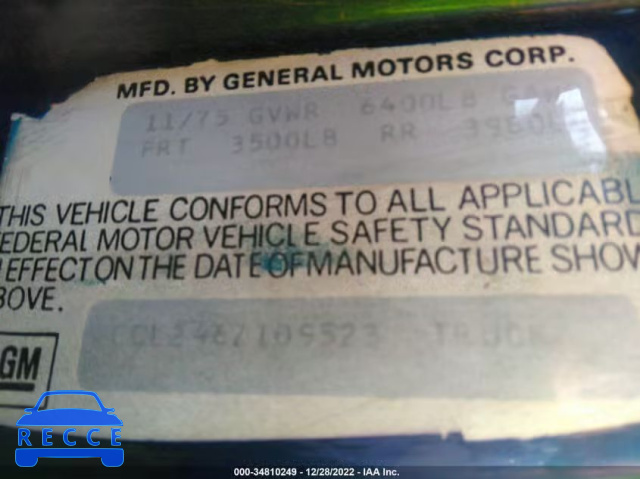 MFD. BY GENERAL MOTORS CORP.
11/75 GVWR 6400LB
FRT 3500LB RR
THIS VEHICLE CONFORMS TO ALL APPLICABL
EDERAL MOTOR VEHICLE SAFETY STANDARD
EFFECT ON THE DATE OF MANUFACTURE SHOW
BOVE.
TRUCK
GM
RECCE
000-34810249 - 12/28/2022 - IAA Inc.